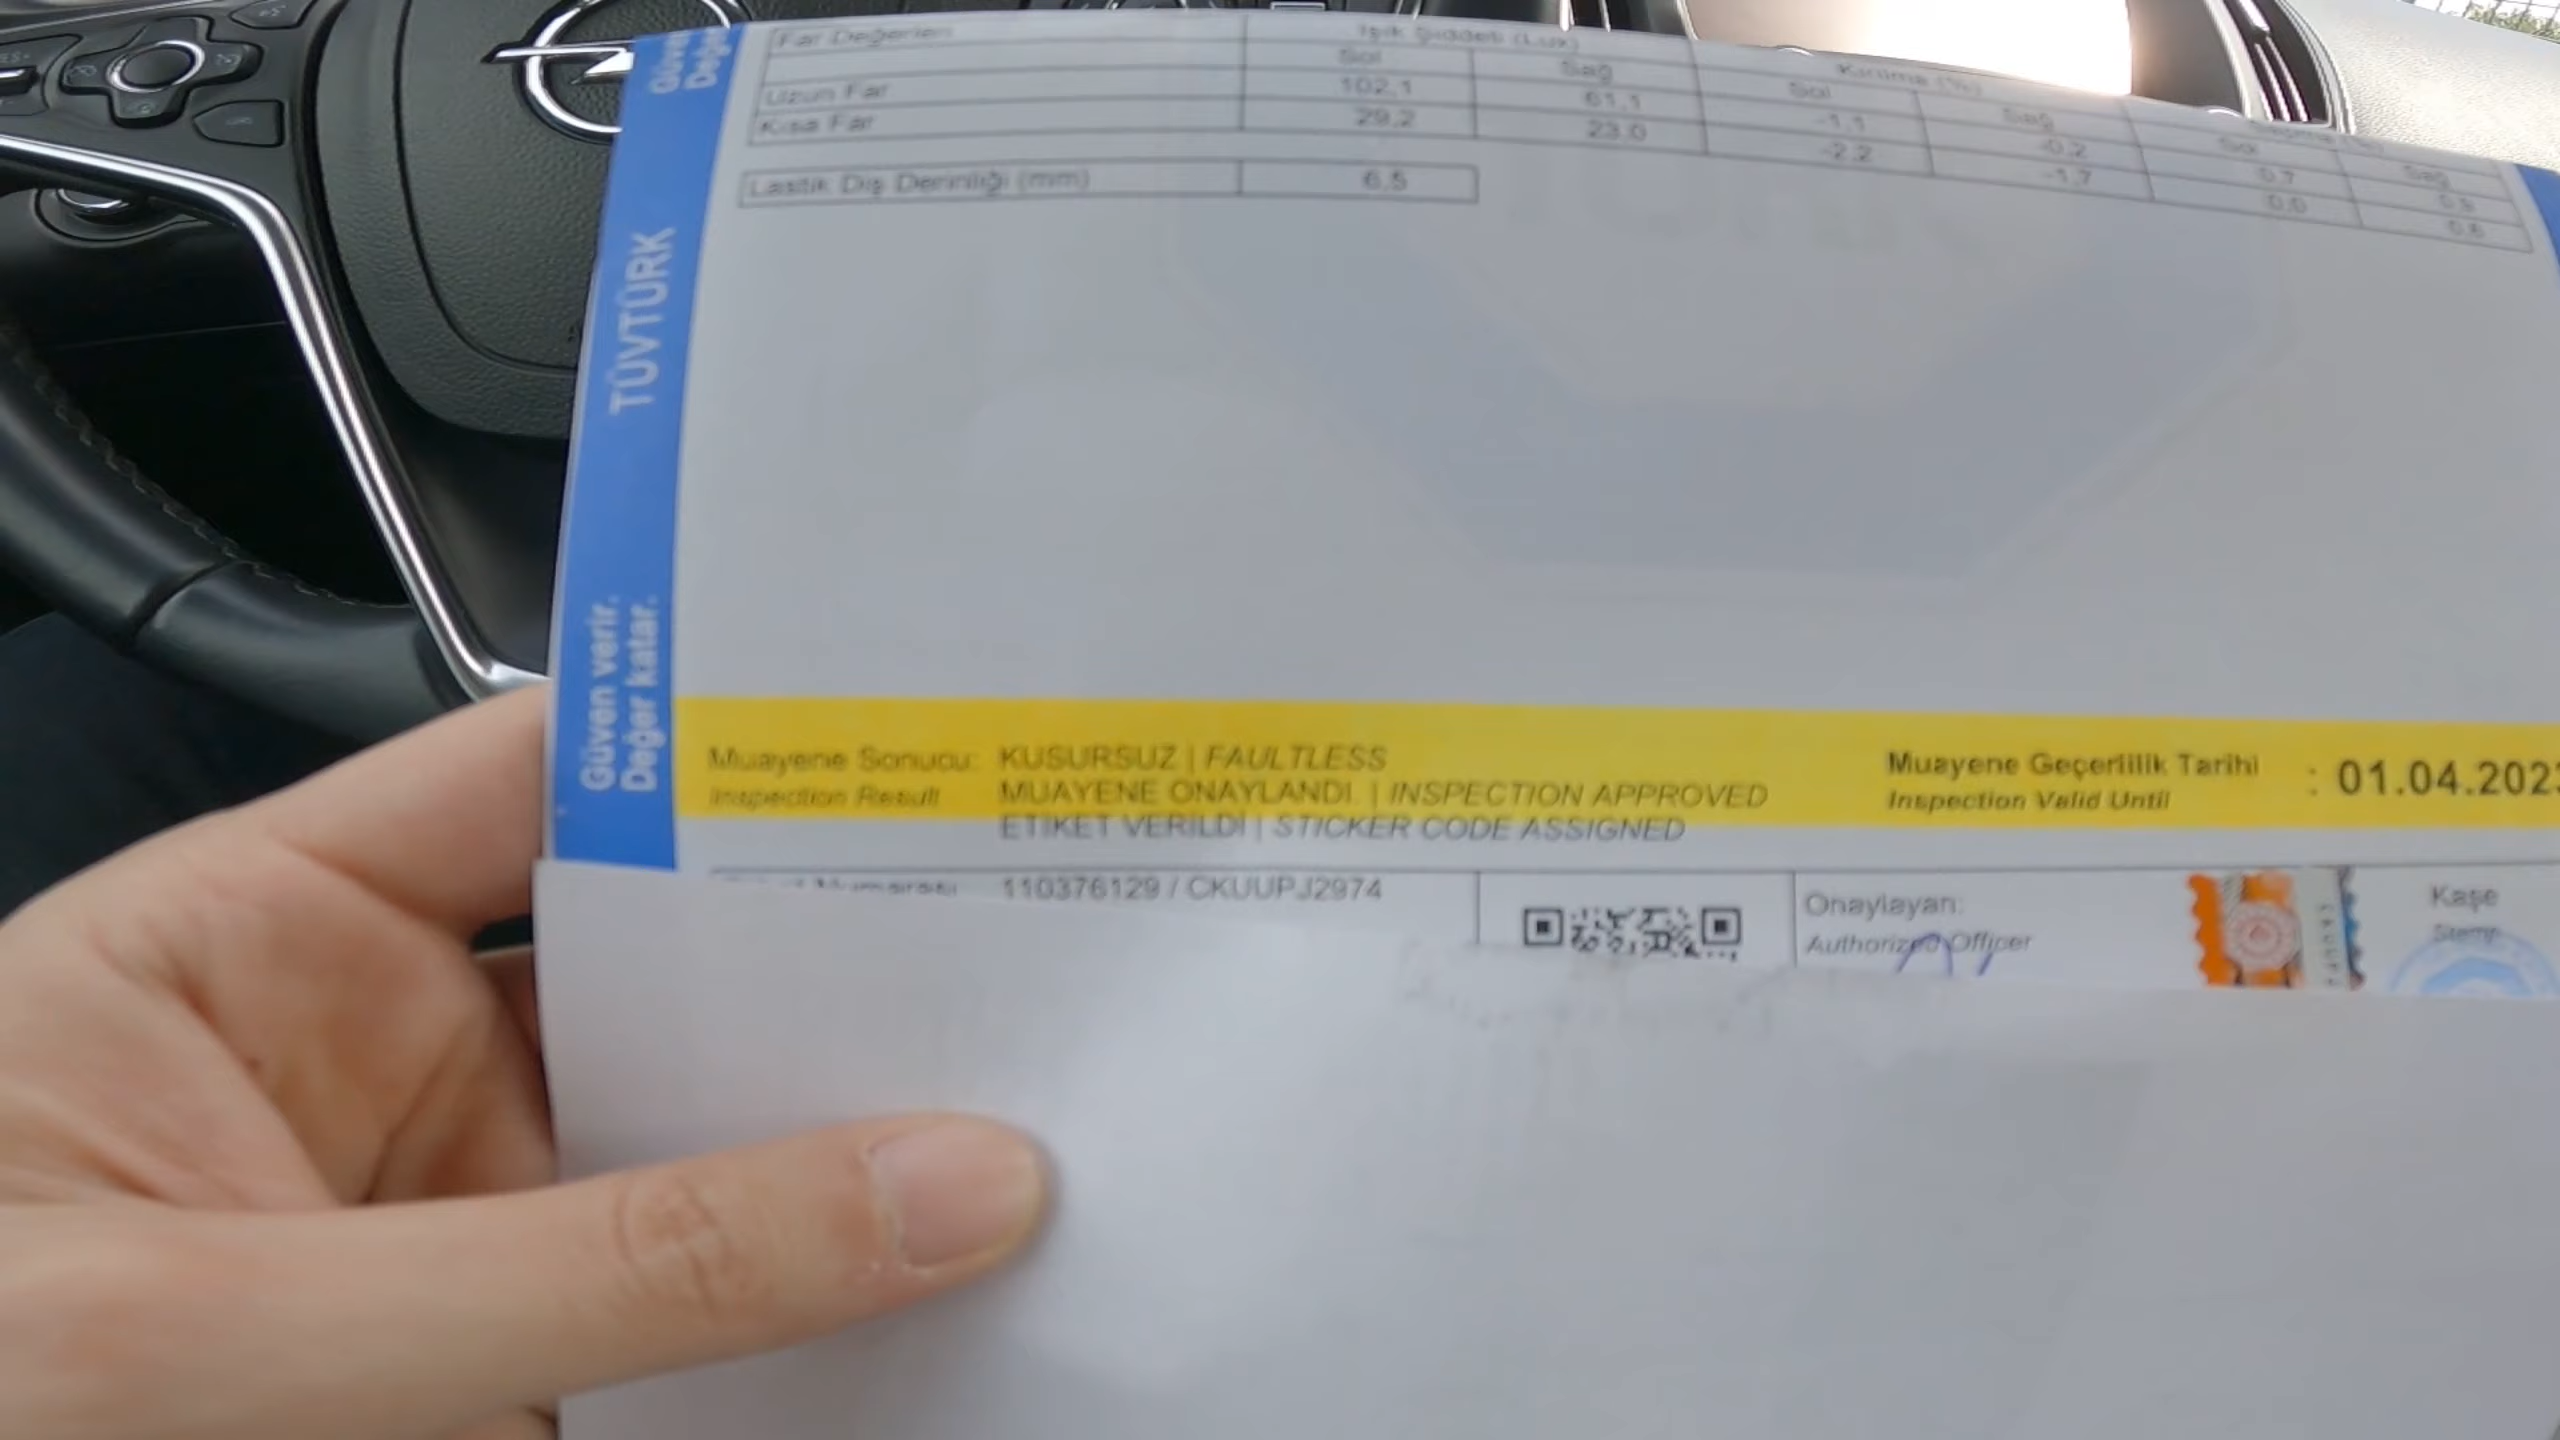 Güven
Değer
Far Değerleri
Işık Şiddeti (Lux)
Kırılma (%)
Sol
Sağ
Sol
Sağ
Sol
Sağ
Uzun Far
102,1
61,1
-1,1
-0,2
0,7
Kısa Far
29,2
23,0
-2,2
-1,7
0,0
Lastik Diş Derinliği (mm)
6,5
TÜVTÜRK
Güven verir.
Değer katar.
Muayene Sonucu: KUSURSUZ | FAULTLESS
Inspection Result MUAYENE ONAYLANDI. | INSPECTION APPROVED
ETİKET VERİLDİ | STICKER CODE ASSIGNED
Muayene Geçerlilik Tarihi
Inspection Valid Until
: 01.04.202
Numarası 110376129 / CKUUPJ2974
Onaylayan:
Authorized Officer
Kaşe
Stamp